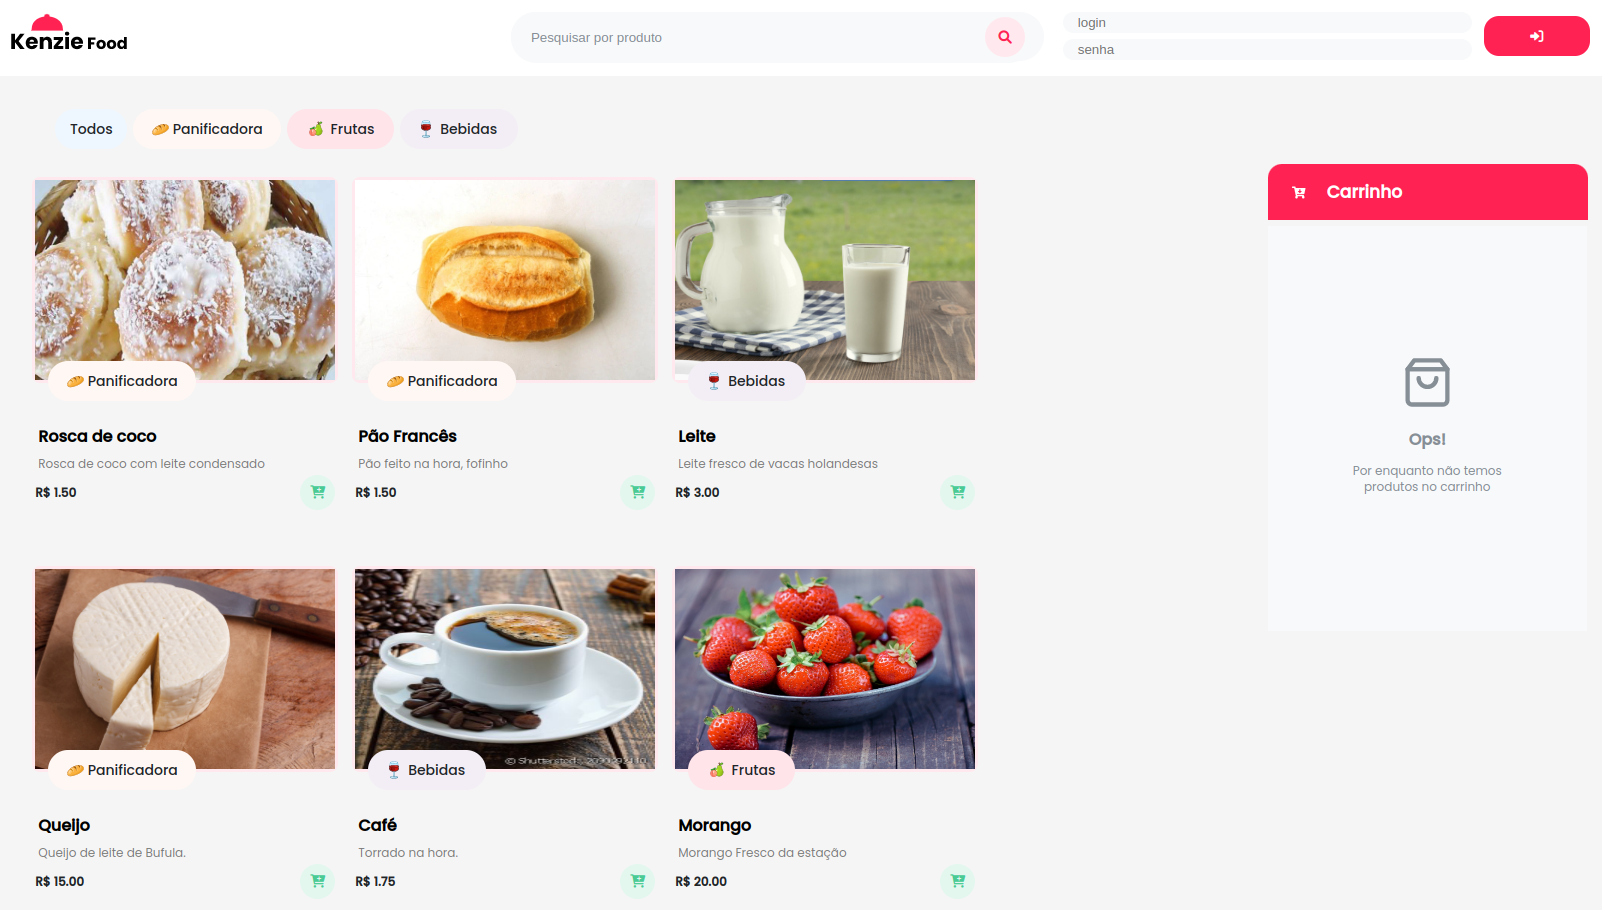 Kenzie Food
Pesquisar por produto
login
senha
Todos
Panificadora
Frutas
Bebidas
Carrinho
Panificadora
Panificadora
Bebidas
Rosca de coco
Rosca de coco com leite condensado
R$ 1.50
Pão Francês
Pão feito na hora, fofinho
R$ 1.50
Leite
Leite fresco de vacas holandesas
R$ 3.00
Ops!
Por enquanto não temos
produtos no carrinho
Panificadora
Bebidas
Frutas
Queijo
Queijo de leite de Bufula.
R$ 15.00
Café
Torrado na hora.
R$ 1.75
Morango
Morango Fresco da estação
R$ 20.00